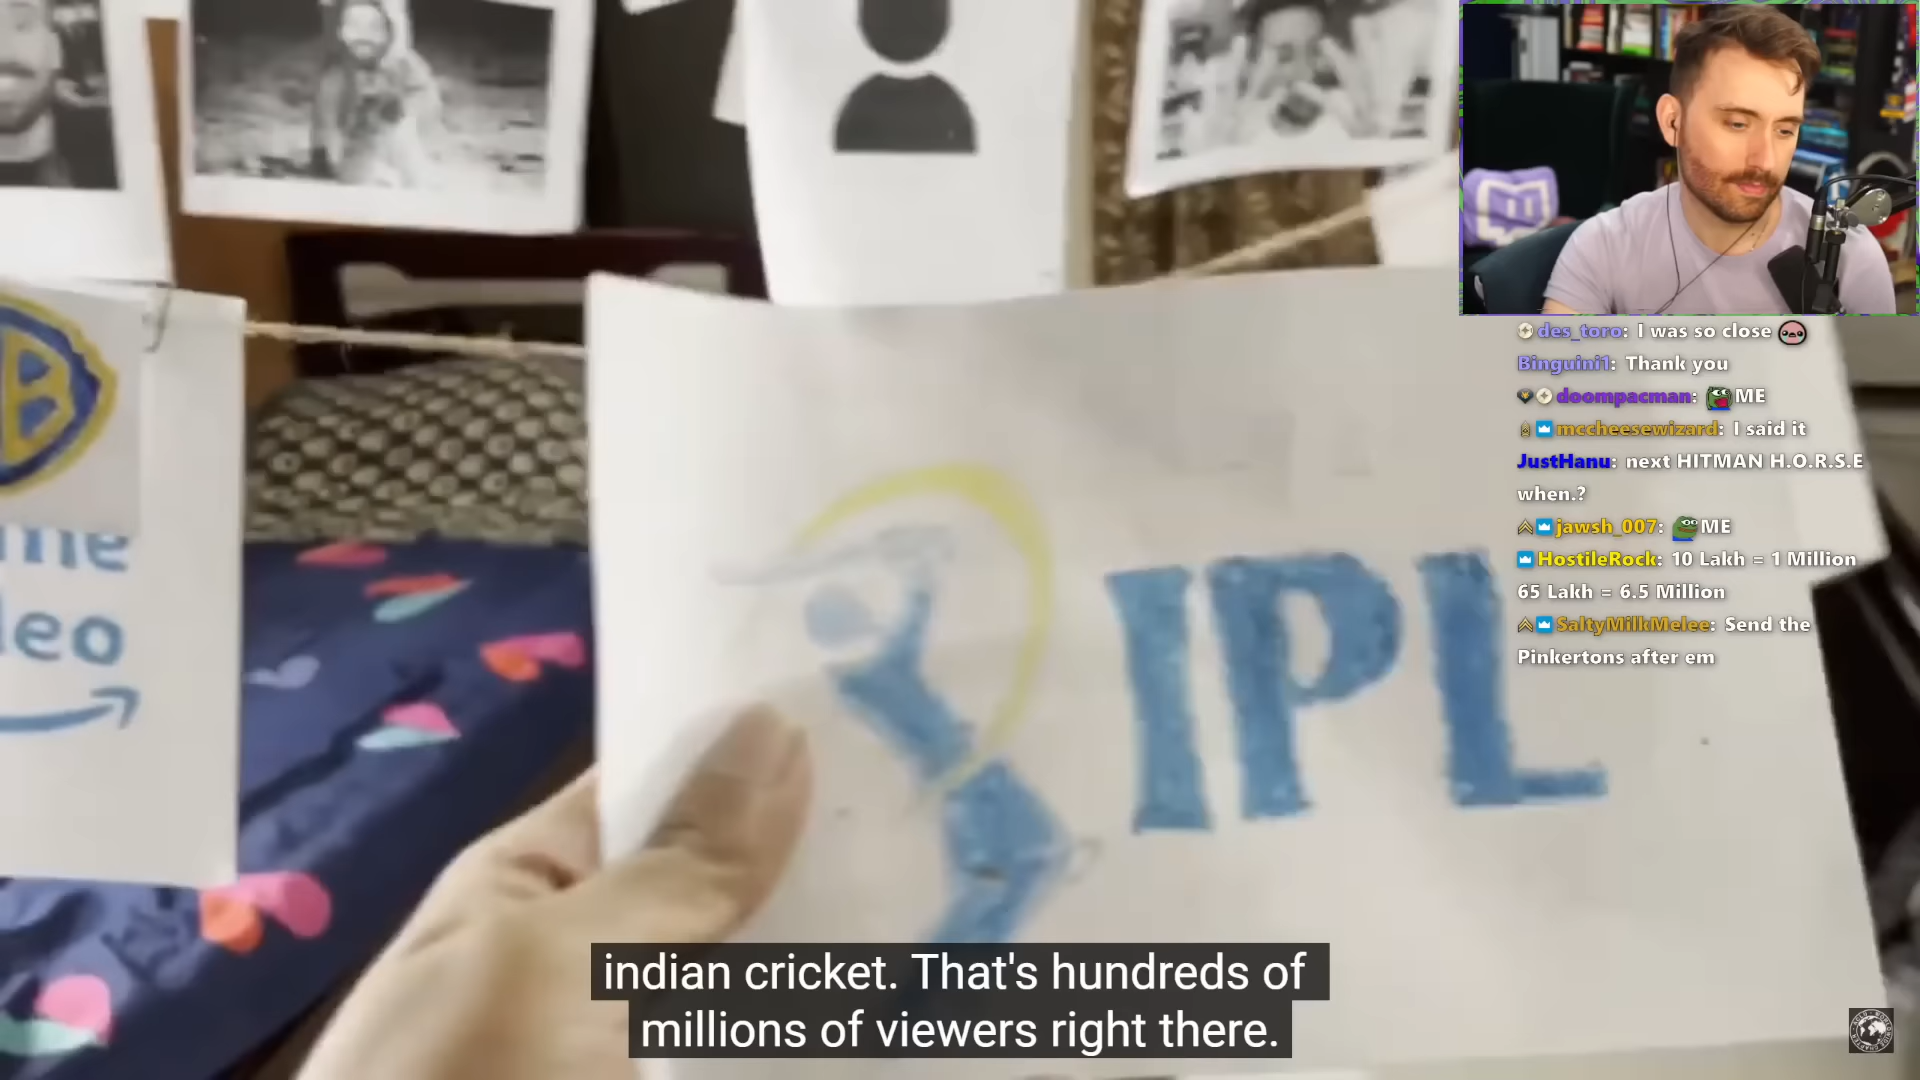 B
me
deo
IPL
des_toro: I was so close
Binguini1: Thank you
doompacman: ME
mccheesewizard: I said it
JustHanu: next HITMAN H.O.R.S.E
when.?
jawsh_007: ME
HostileRock: 10 Lakh = 1 Million
65 Lakh = 6.5 Million
SaltyMilkMelee: Send the
Pinkertons after em
indian cricket. That's hundreds of
millions of viewers right there.